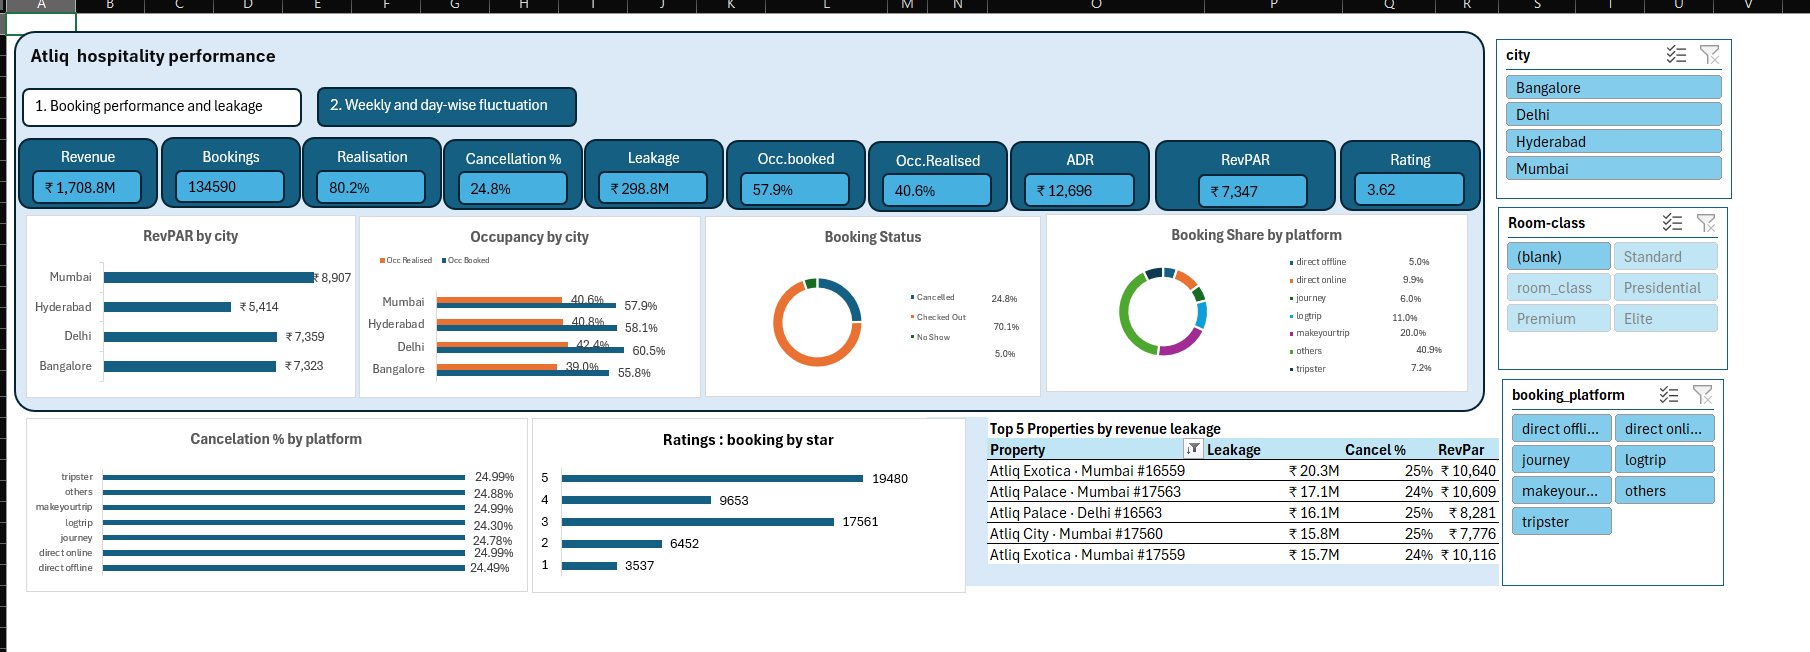 A B C D E F G H I J K L M N O P Q R S T U V
Atliq hospitality performance
1. Booking performance and leakage
2. Weekly and day-wise fluctuation
Revenue
₹ 1,708.8M
Bookings
134590
Realisation
80.2%
Cancellation %
24.8%
Leakage
₹ 298.8M
Occ.booked
57.9%
Occ.Realised
40.6%
ADR
₹ 12,696
RevPAR
₹ 7,347
Rating
3.62
RevPAR by city
Mumbai ₹ 8,907
Hyderabad ₹ 5,414
Delhi ₹ 7,359
Bangalore ₹ 7,323
Occupancy by city
Occ Realised Occ Booked
Mumbai 40.6% 57.9%
Hyderabad 40.8% 58.1%
Delhi 42.4% 60.5%
Bangalore 39.0% 55.8%
Booking Status
Cancelled 24.8%
Checked Out 70.1%
No Show 5.0%
Booking Share by platform
direct offline 5.0%
direct online 9.9%
journey 6.0%
logtrip 11.0%
makeyourtrip 20.0%
others 40.9%
tripster 7.2%
Cancelation % by platform
tripster 24.99%
others 24.88%
makeyourtrip 24.99%
logtrip 24.30%
journey 24.78%
direct online 24.99%
direct offline 24.49%
Ratings : booking by star
5 19480
4 9653
3 17561
2 6452
1 3537
Top 5 Properties by revenue leakage
Property Leakage Cancel % RevPar
Atliq Exotica · Mumbai #16559 ₹ 20.3M 25% ₹ 10,640
Atliq Palace · Mumbai #17563 ₹ 17.1M 24% ₹ 10,609
Atliq Palace · Delhi #16563 ₹ 16.1M 25% ₹ 8,281
Atliq City · Mumbai #17560 ₹ 15.8M 25% ₹ 7,776
Atliq Exotica · Mumbai #17559 ₹ 15.7M 24% ₹ 10,116
city
Bangalore
Delhi
Hyderabad
Mumbai
Room-class
(blank) Standard
room_class Presidential
Premium Elite
booking_platform
direct offli... direct onli...
journey logtrip
makeyour... others
tripster